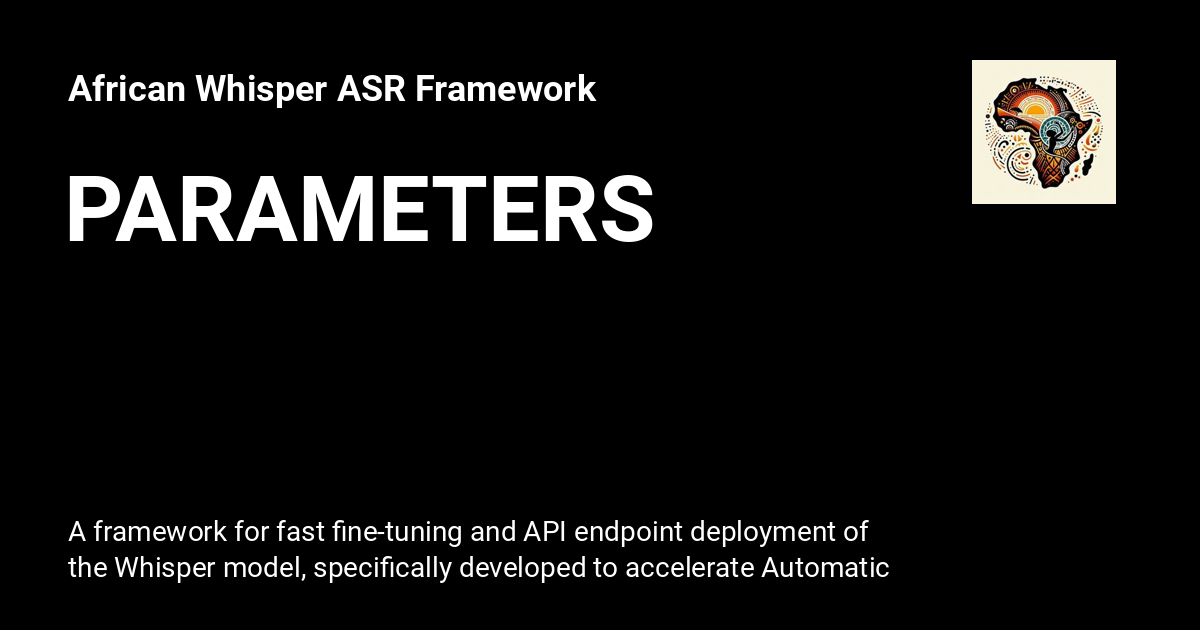 African Whisper ASR Framework
PARAMETERS
A framework for fast fine-tuning and API endpoint deployment of
the Whisper model, specifically developed to accelerate Automatic